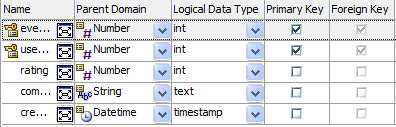 Name Parent Domain Logical Data Type Primary Key Foreign Key
eve... Number int
use... Number int
rating Number int
com... String text
cre... Datetime timestamp